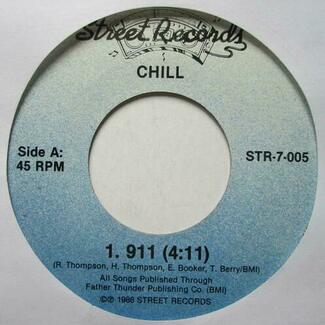 Street Records
CHILL
Side A:
45 RPM
STR-7-005
1. 911 (4:11)
(R. Thompson, H. Thompson, E. Booker, T. Berry/BMI)
All Songs Published Through
Father Thunder Publishing Co. (BMI)
©℗ 1986 STREET RECORDS